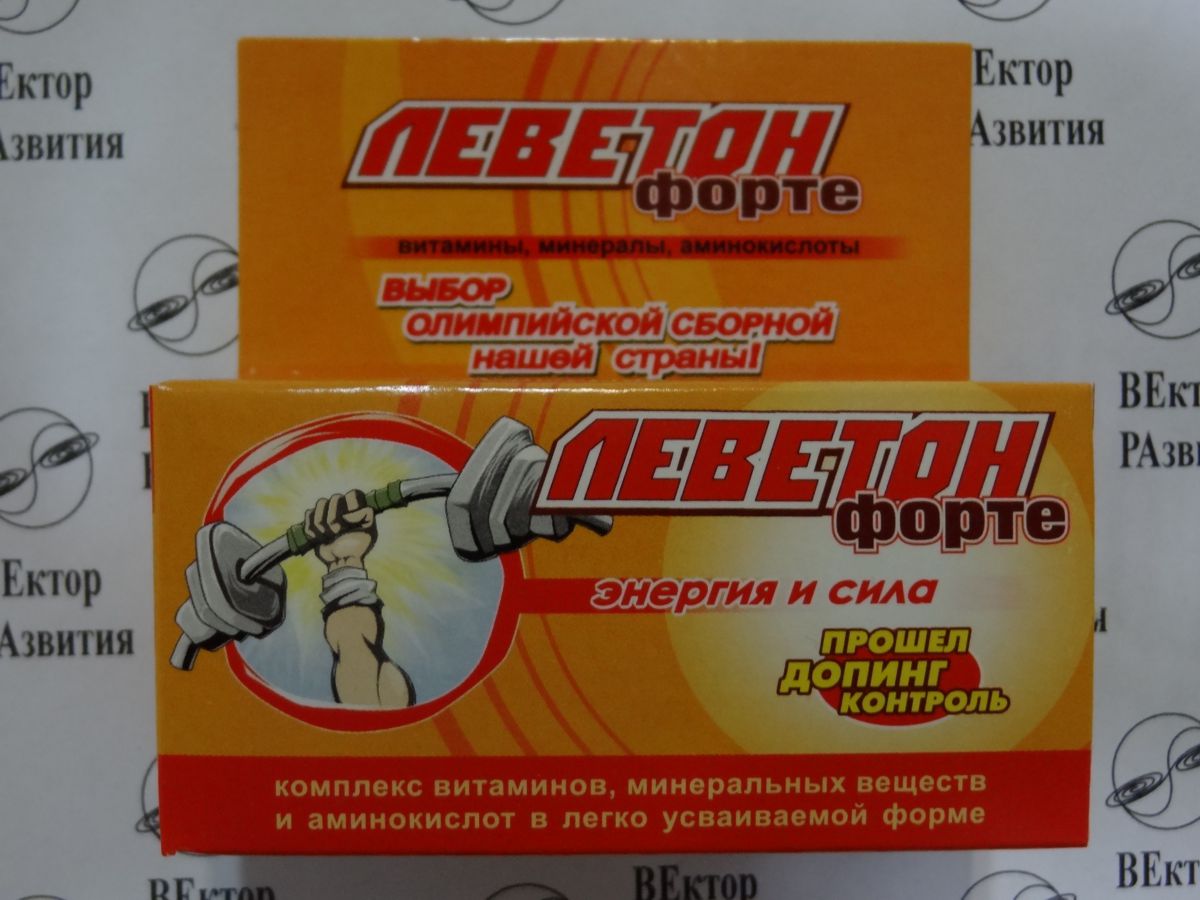 Ектор
Азвития
Ектор
Азвития
ЛЕВЕТОН
форте
витамины, минералы, аминокислоты
ВЫБОР
ОЛИМПИЙСКОЙ СБОРНОЙ
нашей страны!
ВЕкт
РАзви
ЛЕВЕТОН
форте
энергия и сила
Ектор
Азвития
ПРОШЕЛ
ДОПИНГ
КОНТРОЛЬ
комплекс витаминов, минеральных веществ
и аминокислот в легко усваиваемой форме
ВЕктор
ВЕктор
ВЕкт